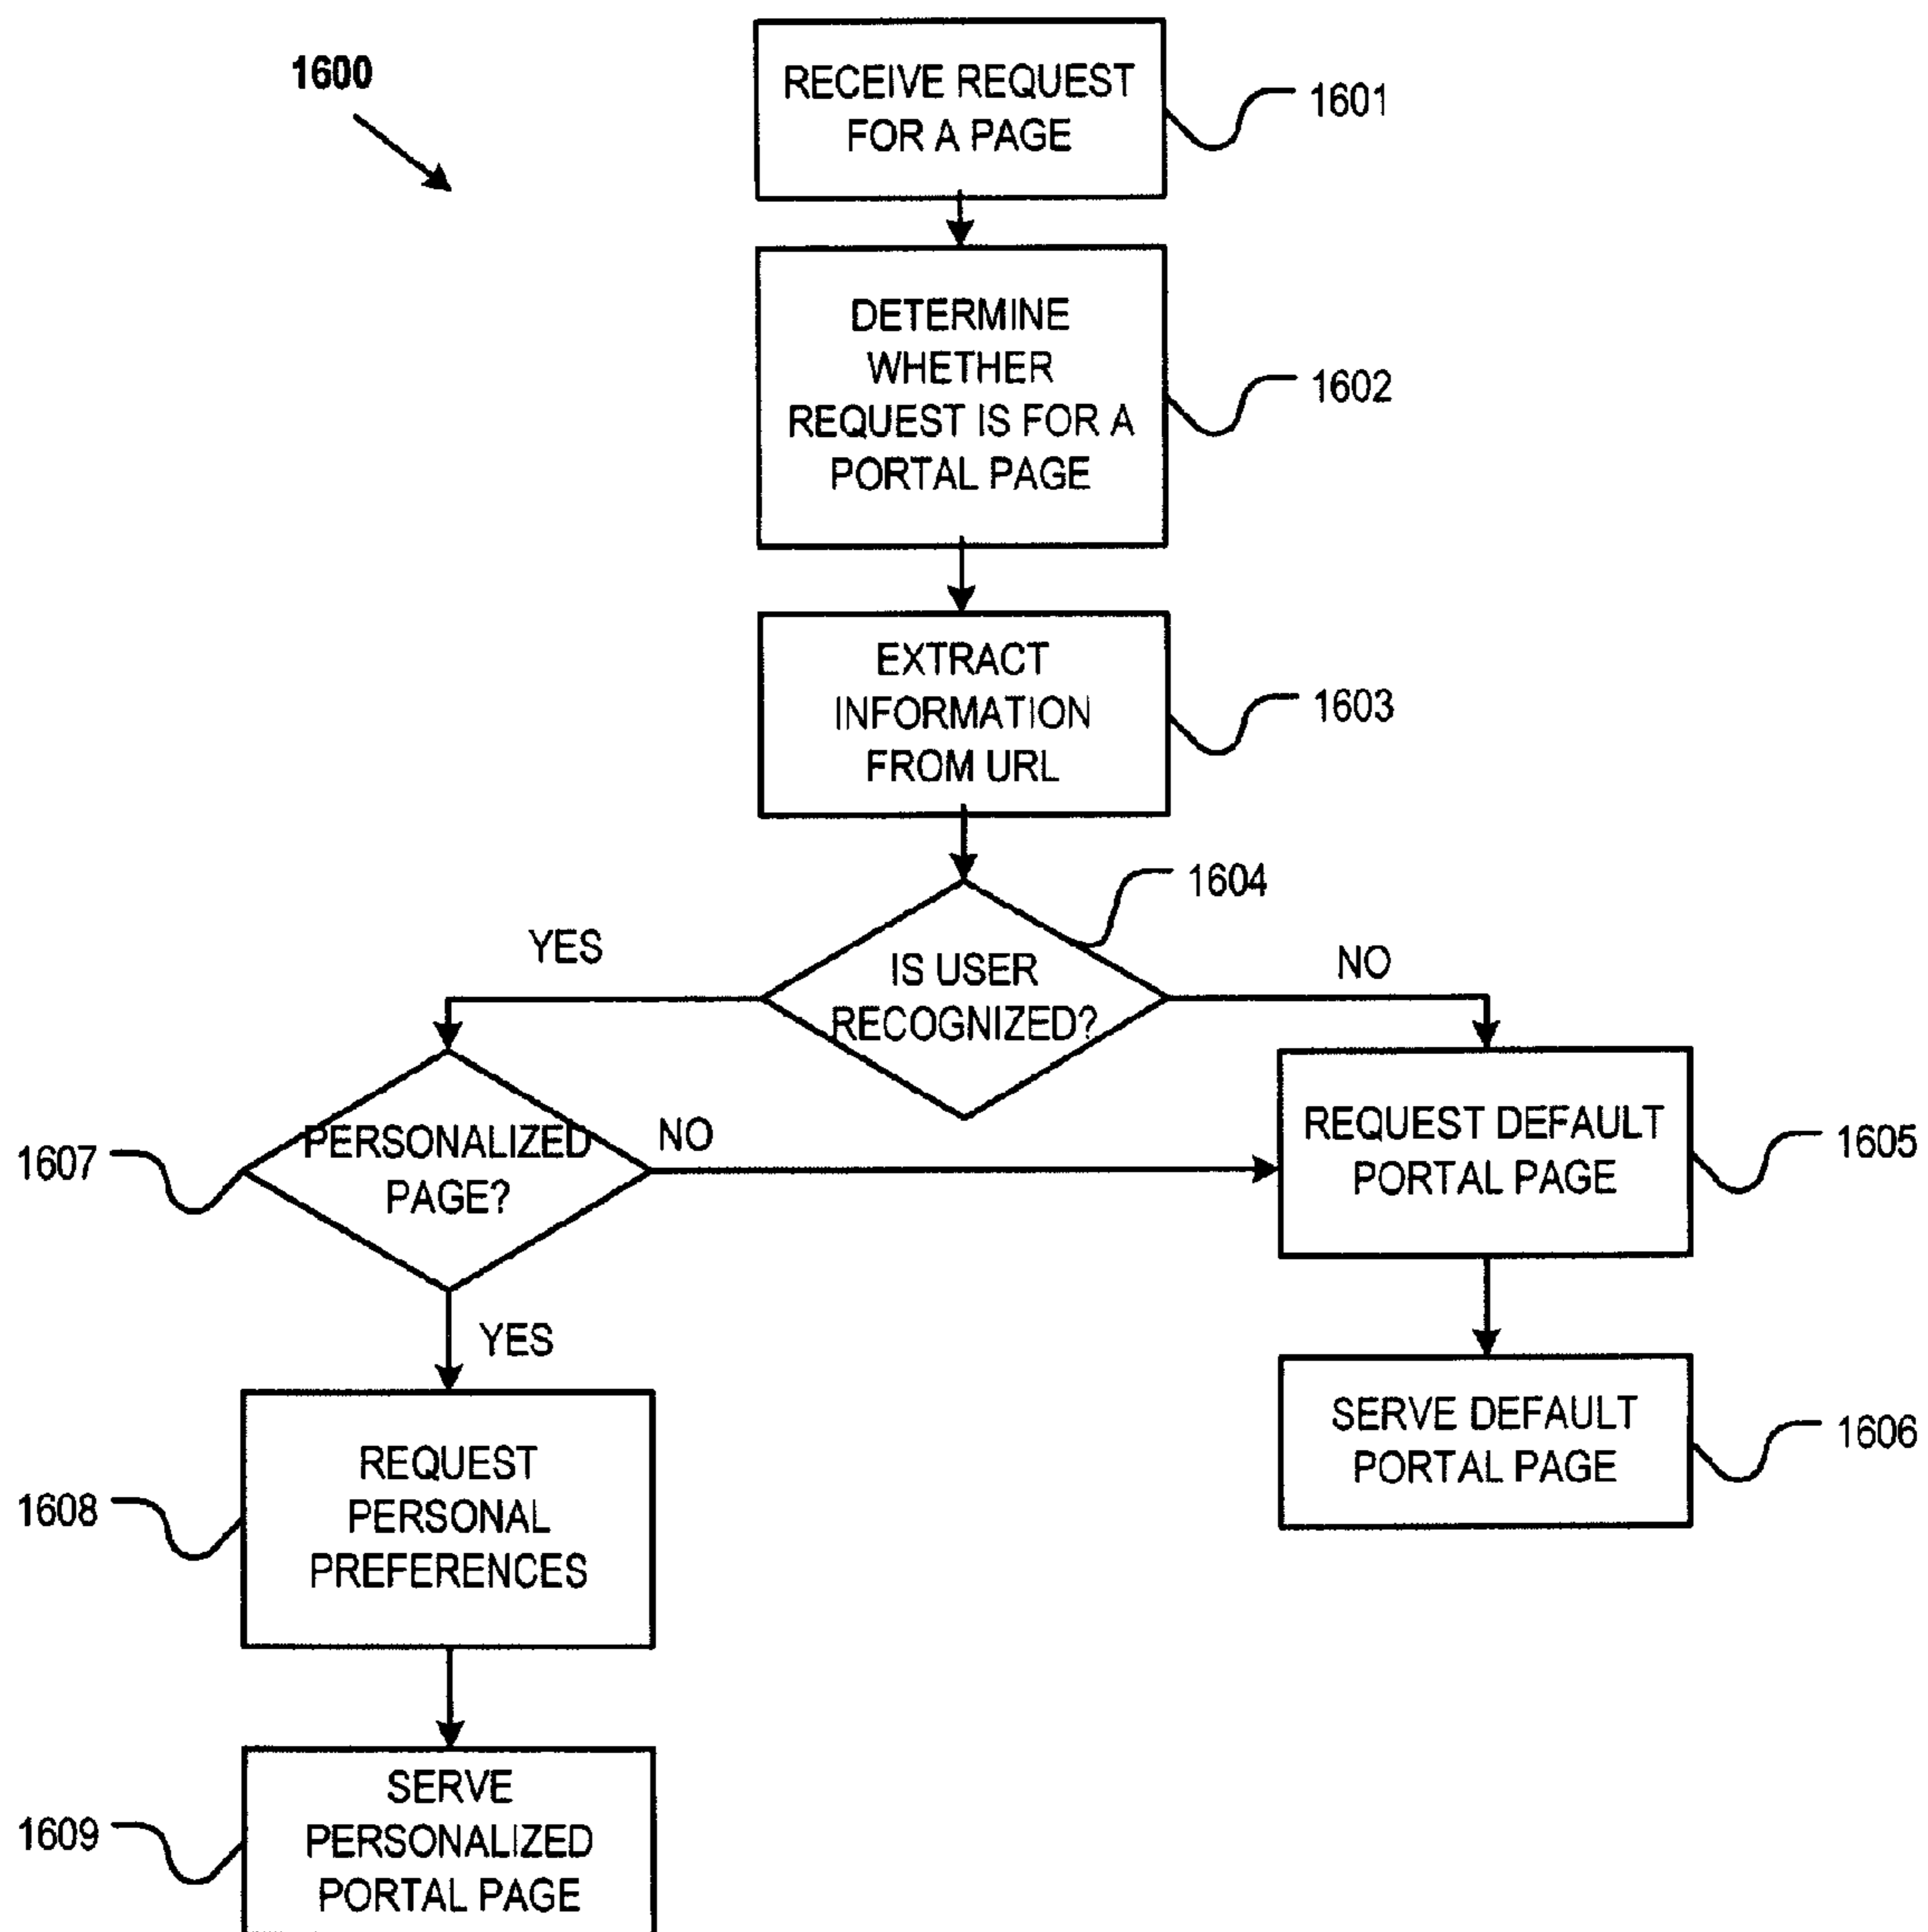 1600
RECEIVE REQUEST
FOR A PAGE
1601
DETERMINE
WHETHER
REQUEST IS FOR A
PORTAL PAGE
1602
EXTRACT
INFORMATION
FROM URL
1603
1604
IS USER
RECOGNIZED?
YES
NO
PERSONALIZED
PAGE?
1607
NO
YES
REQUEST DEFAULT
PORTAL PAGE
1605
SERVE DEFAULT
PORTAL PAGE
1606
REQUEST
PERSONAL
PREFERENCES
1608
SERVE
PERSONALIZED
PORTAL PAGE
1609